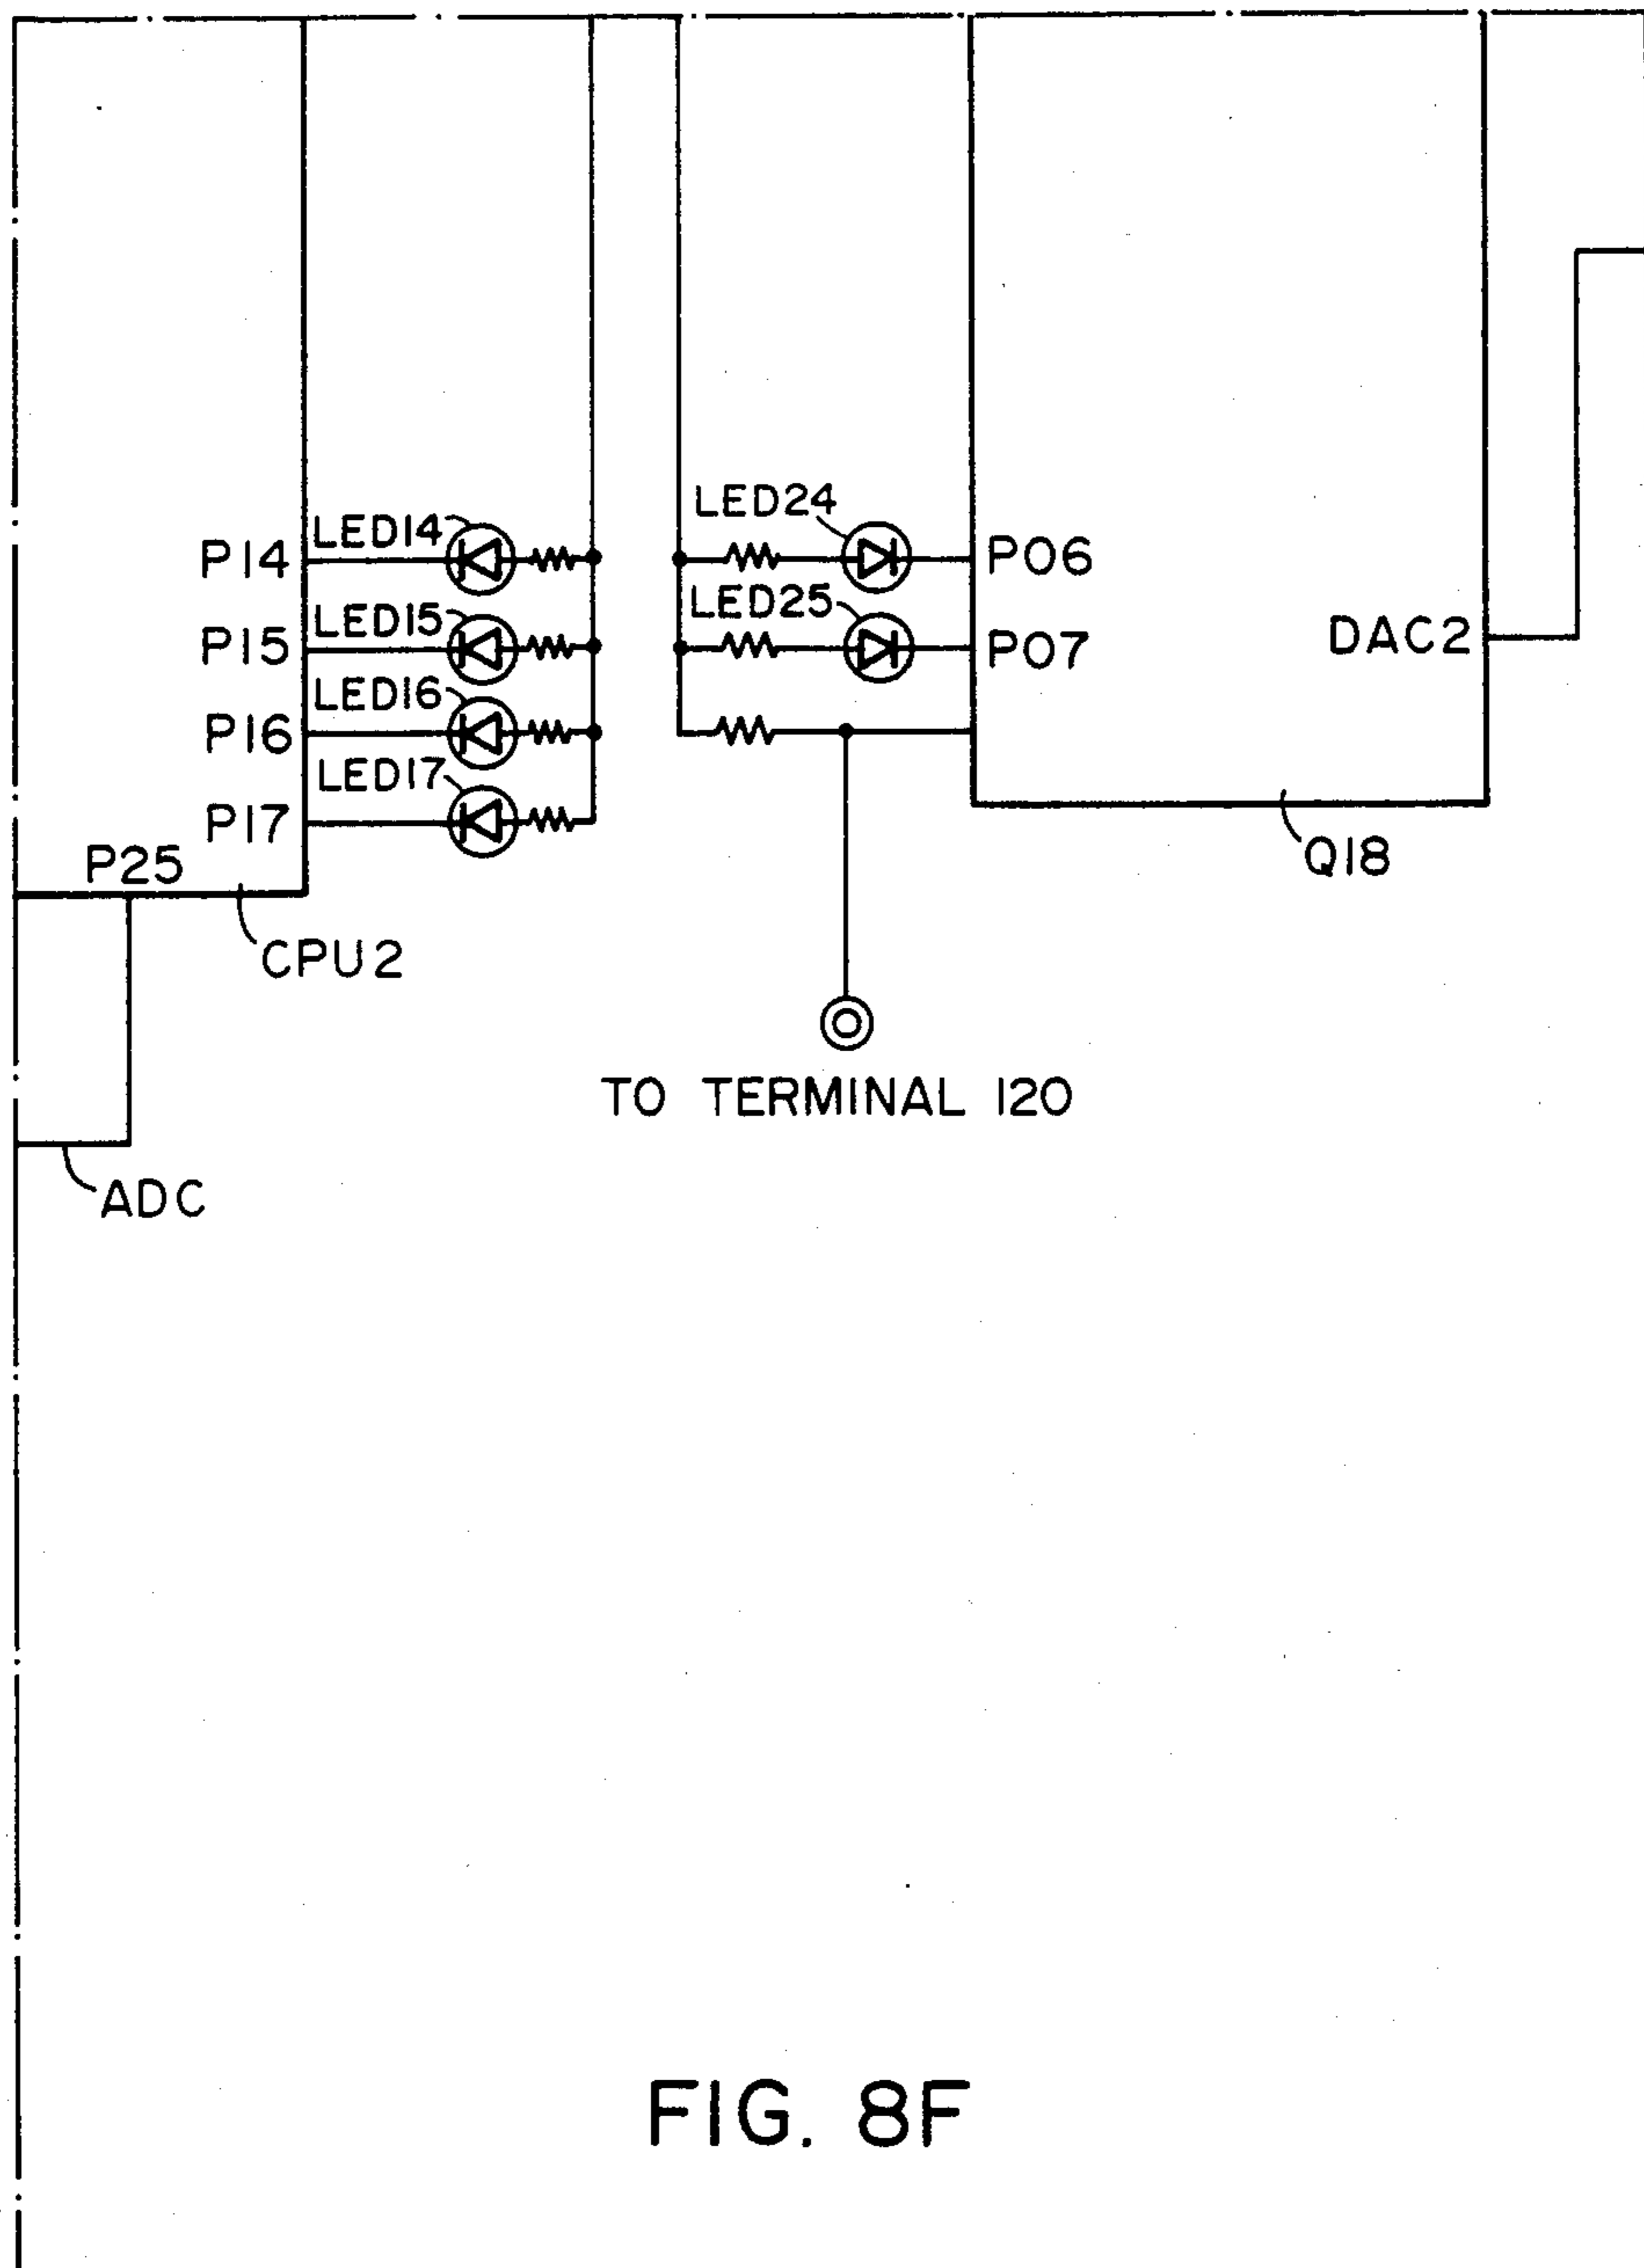 LED24
LED14
P14
P06
LED25
LED15
P15
P07
DAC2
LED16
P16
LED17
P17
P25
Q18
CPU2
TO TERMINAL 120
ADC
FIG. 8F